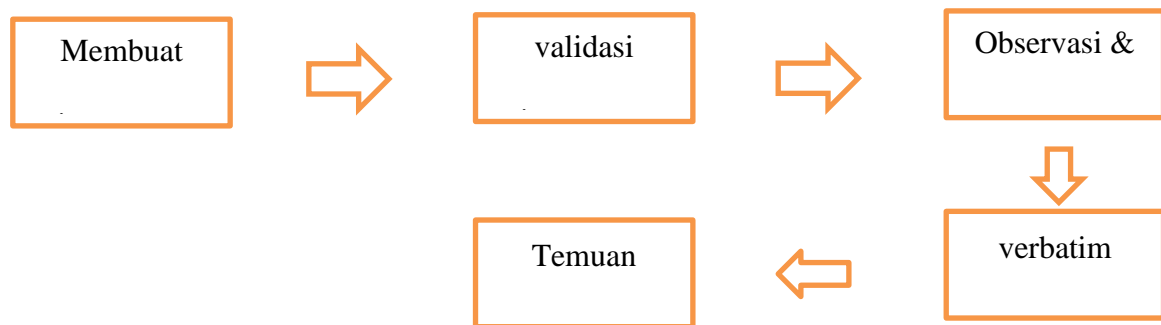 Membuat
validasi
Observasi &
verbatim
Temuan